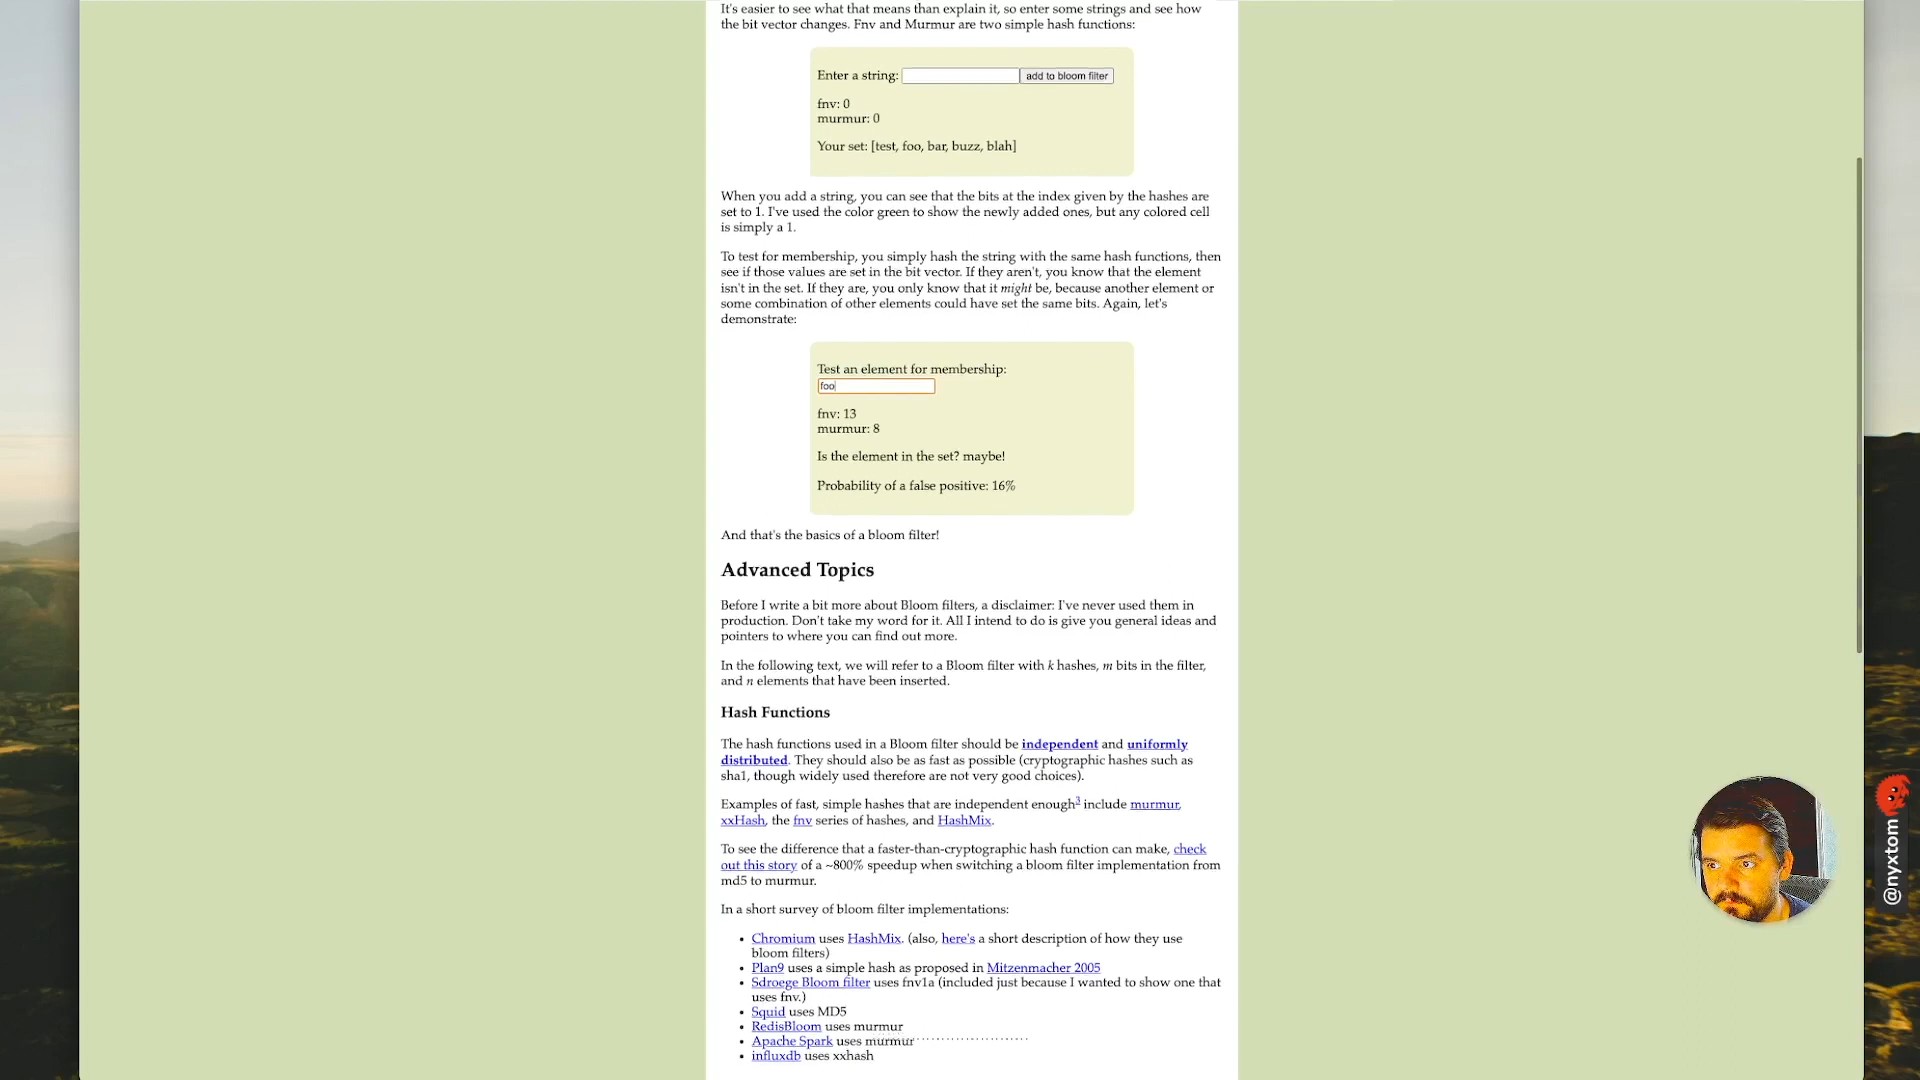 It's easier to see what that means than explain it, so enter some strings and see how
the bit vector changes. Fnv and Murmur are two simple hash functions:
Enter a string: add to bloom filter
fnv: 0
murmur: 0
Your set: [test, foo, bar, buzz, blah]
When you add a string, you can see that the bits at the index given by the hashes are
set to 1. I've used the color green to show the newly added ones, but any colored cell
is simply a 1.
To test for membership, you simply hash the string with the same hash functions, then
see if those values are set in the bit vector. If they aren't, you know that the element
isn't in the set. If they are, you only know that it might be, because another element or
some combination of other elements could have set the same bits. Again, let's
demonstrate:
Test an element for membership:
foo
fnv: 13
murmur: 8
Is the element in the set? maybe!
Probability of a false positive: 16%
And that's the basics of a bloom filter!
Advanced Topics
Before I write a bit more about Bloom filters, a disclaimer: I've never used them in
production. Don't take my word for it. All I intend to do is give you general ideas and
pointers to where you can find out more.
In the following text, we will refer to a Bloom filter with k hashes, m bits in the filter,
and n elements that have been inserted.
Hash Functions
The hash functions used in a Bloom filter should be independent and uniformly
distributed. They should also be as fast as possible (cryptographic hashes such as
sha1, though widely used therefore are not very good choices).
Examples of fast, simple hashes that are independent enough3 include murmur,
xxHash, the fnv series of hashes, and HashMix.
To see the difference that a faster-than-cryptographic hash function can make, check
out this story of a ~800% speedup when switching a bloom filter implementation from
md5 to murmur.
In a short survey of bloom filter implementations:
• Chromium uses HashMix. (also, here's a short description of how they use
bloom filters)
• Plan9 uses a simple hash as proposed in Mitzenmacher 2005
• Sdroege Bloom filter uses fnv1a (included just because I wanted to show one that
uses fnv.)
• Squid uses MD5
• RedisBloom uses murmur
• Apache Spark uses murmur
• influxdb uses xxhash
@nyxtom